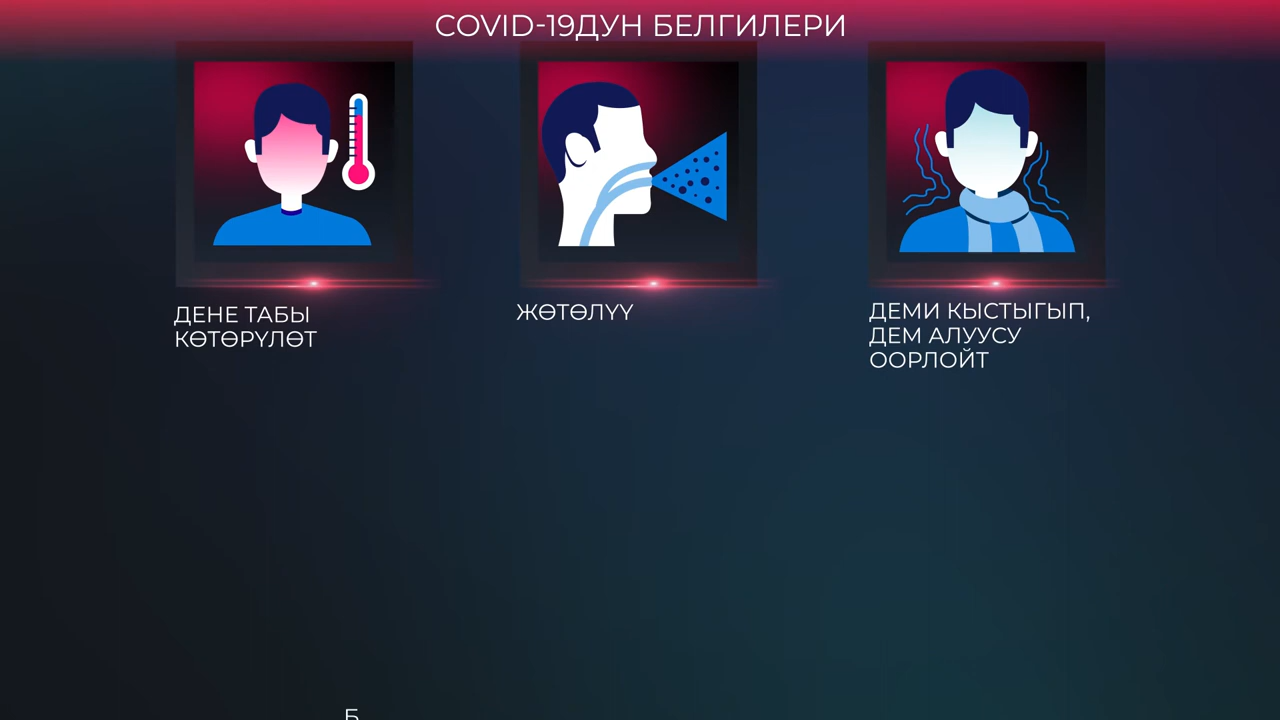 COVID-19ДУН БЕЛГИЛЕРИ
ДЕНЕ ТАБЫ
КӨТӨРҮЛӨТ
ЖӨТӨЛҮҮ
ДЕМИ КЫСТЫГЫП,
ДЕМ АЛУУСУ
ООРЛОЙТ
Б